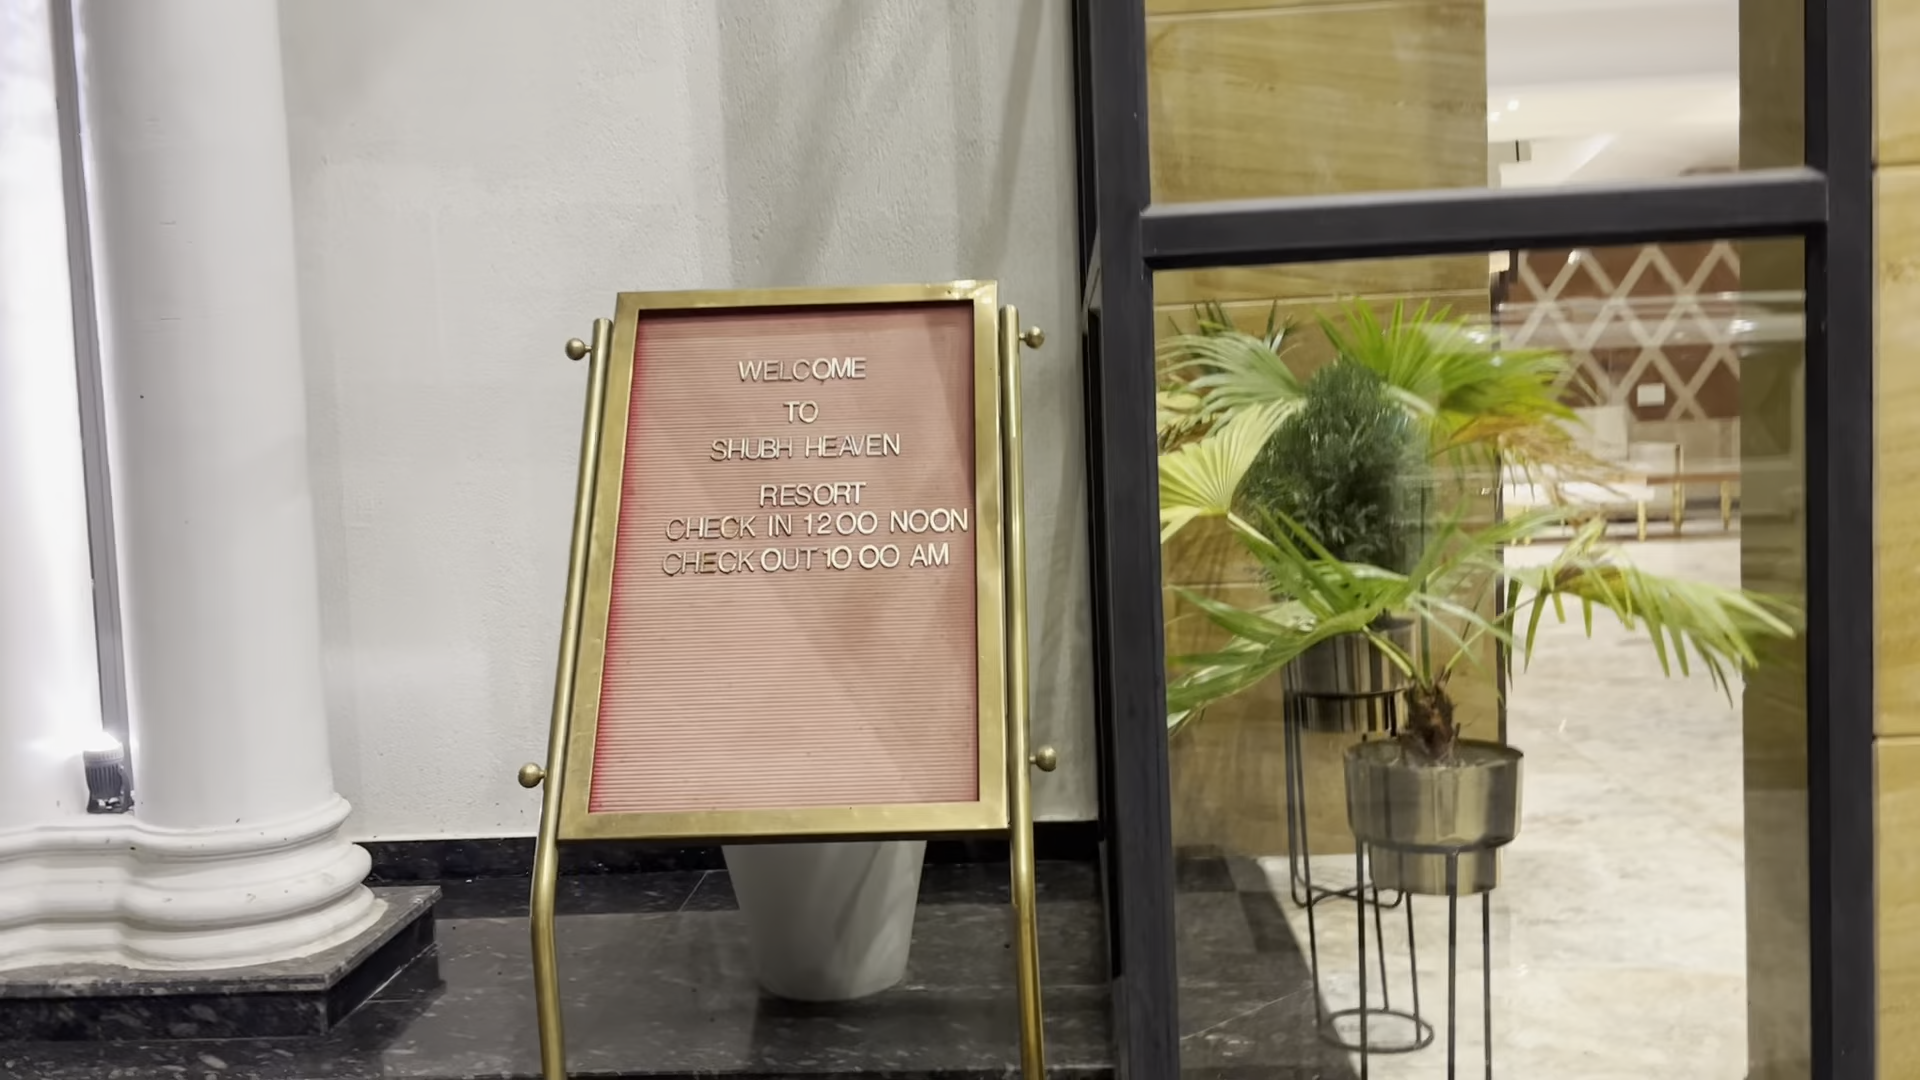 WELCOME
TO
SHUBH HEAVEN
RESORT
CHECK IN 12 00 NOON
CHECK OUT 10 00 AM